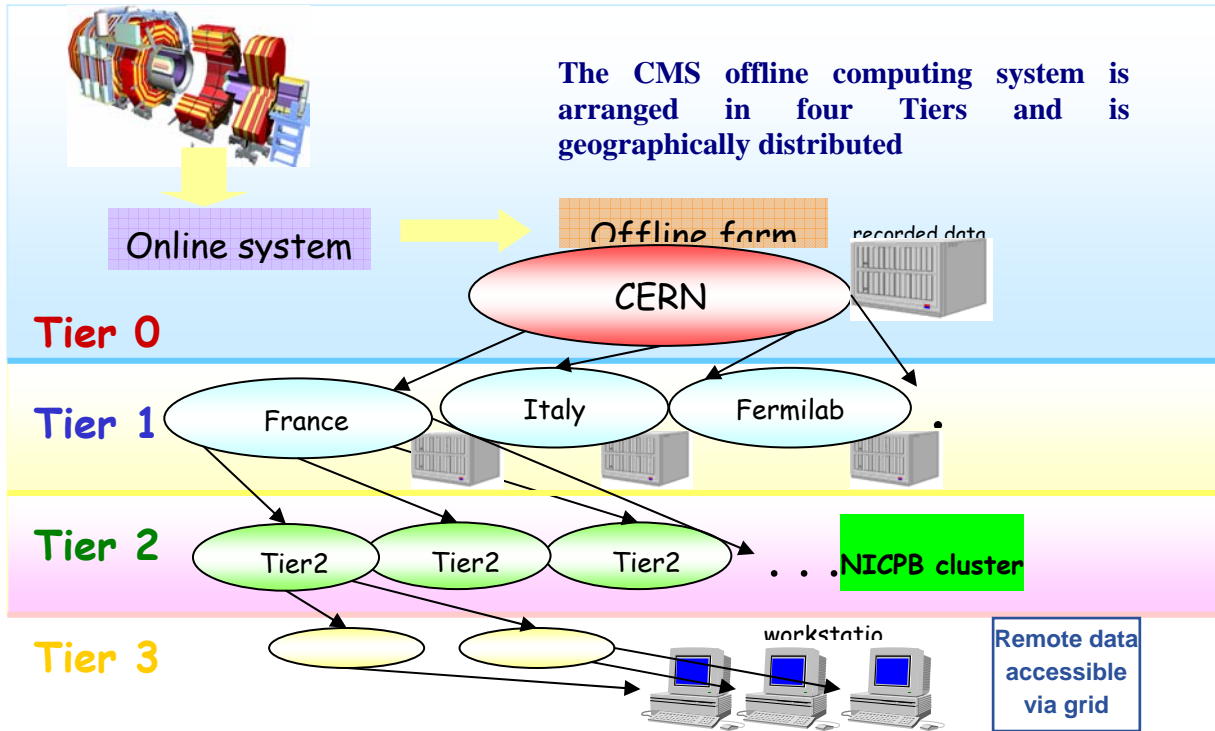 The CMS offline computing system is
arranged in four Tiers and is
geographically distributed
Online system
Offline farm
recorded data
CERN
Tier 0
Tier 1
France
Italy
Fermilab
.
Tier 2
Tier2
Tier2
Tier2
. . .
NICPB cluster
Tier 3
workstatio
Remote data
accessible
via grid